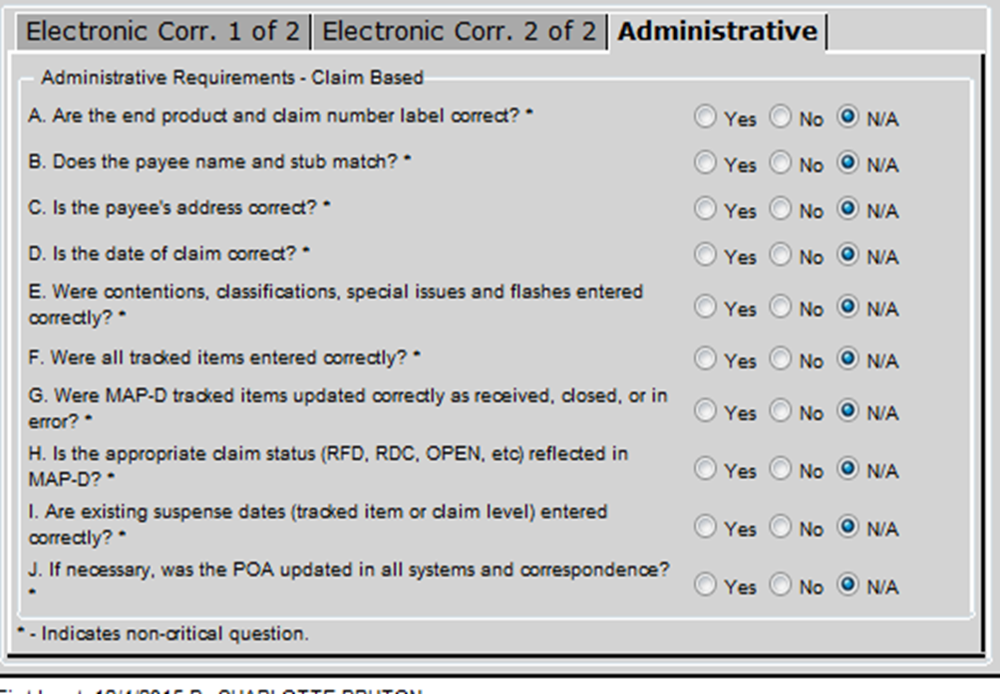 Electronic Corr. 1 of 2 Electronic Corr. 2 of 2 Administrative
Administrative Requirements - Claim Based
A. Are the end product and claim number label correct? * Yes No N/A
B. Does the payee name and stub match? * Yes No N/A
C. Is the payee's address correct? * Yes No N/A
D. Is the date of claim correct? * Yes No N/A
E. Were contentions, classifications, special issues and flashes entered
correctly? * Yes No N/A
F. Were all tracked items entered correctly? * Yes No N/A
G. Were MAP-D tracked items updated correctly as received, closed, or in
error? * Yes No N/A
H. Is the appropriate claim status (RFD, RDC, OPEN, etc) reflected in
MAP-D? * Yes No N/A
I. Are existing suspense dates (tracked item or claim level) entered
correctly? * Yes No N/A
J. If necessary, was the POA updated in all systems and correspondence?
* Yes No N/A
* - Indicates non-critical question.